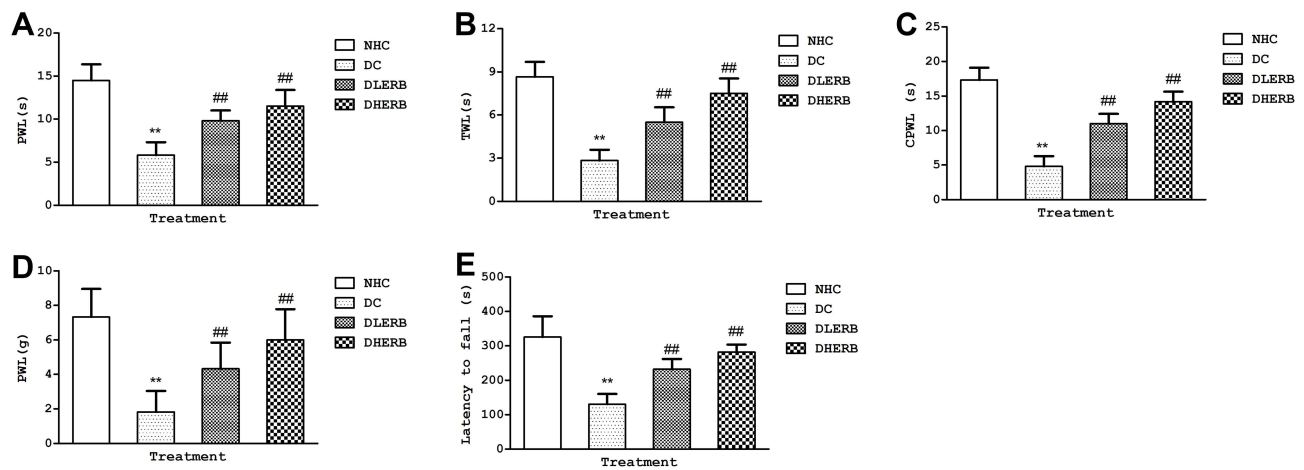 A
PWL(s)
20
15
10
5
0
**
##
##
Treatment
NHC
DC
DLERB
DHERB
B
TWL(s)
12
9
6
3
0
**
##
##
Treatment
NHC
DC
DLERB
DHERB
C
CPWL (s)
25
20
15
10
5
0
**
##
##
Treatment
NHC
DC
DLERB
DHERB
D
PWL(g)
10
8
6
4
2
0
**
##
##
Treatment
NHC
DC
DLERB
DHERB
E
Latency to fall (s)
500
400
300
200
100
0
**
##
##
Treatment
NHC
DC
DLERB
DHERB